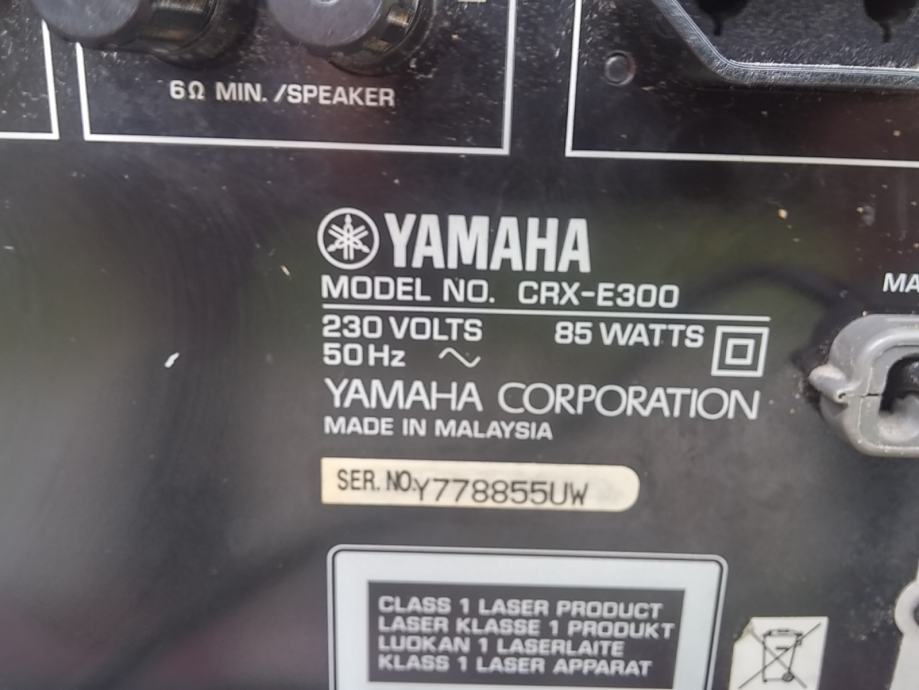 6Ω MIN. /SPEAKER
YAMAHA
MODEL NO. CRX-E300
230 VOLTS 85 WATTS
50 Hz ∿
YAMAHA CORPORATION
MADE IN MALAYSIA
MA
SER. NO. Y778855UW
CLASS 1 LASER PRODUCT
LASER KLASSE 1 PRODUKT
LUOKAN 1 LASERLAITE
KLASS 1 LASER APPARAT